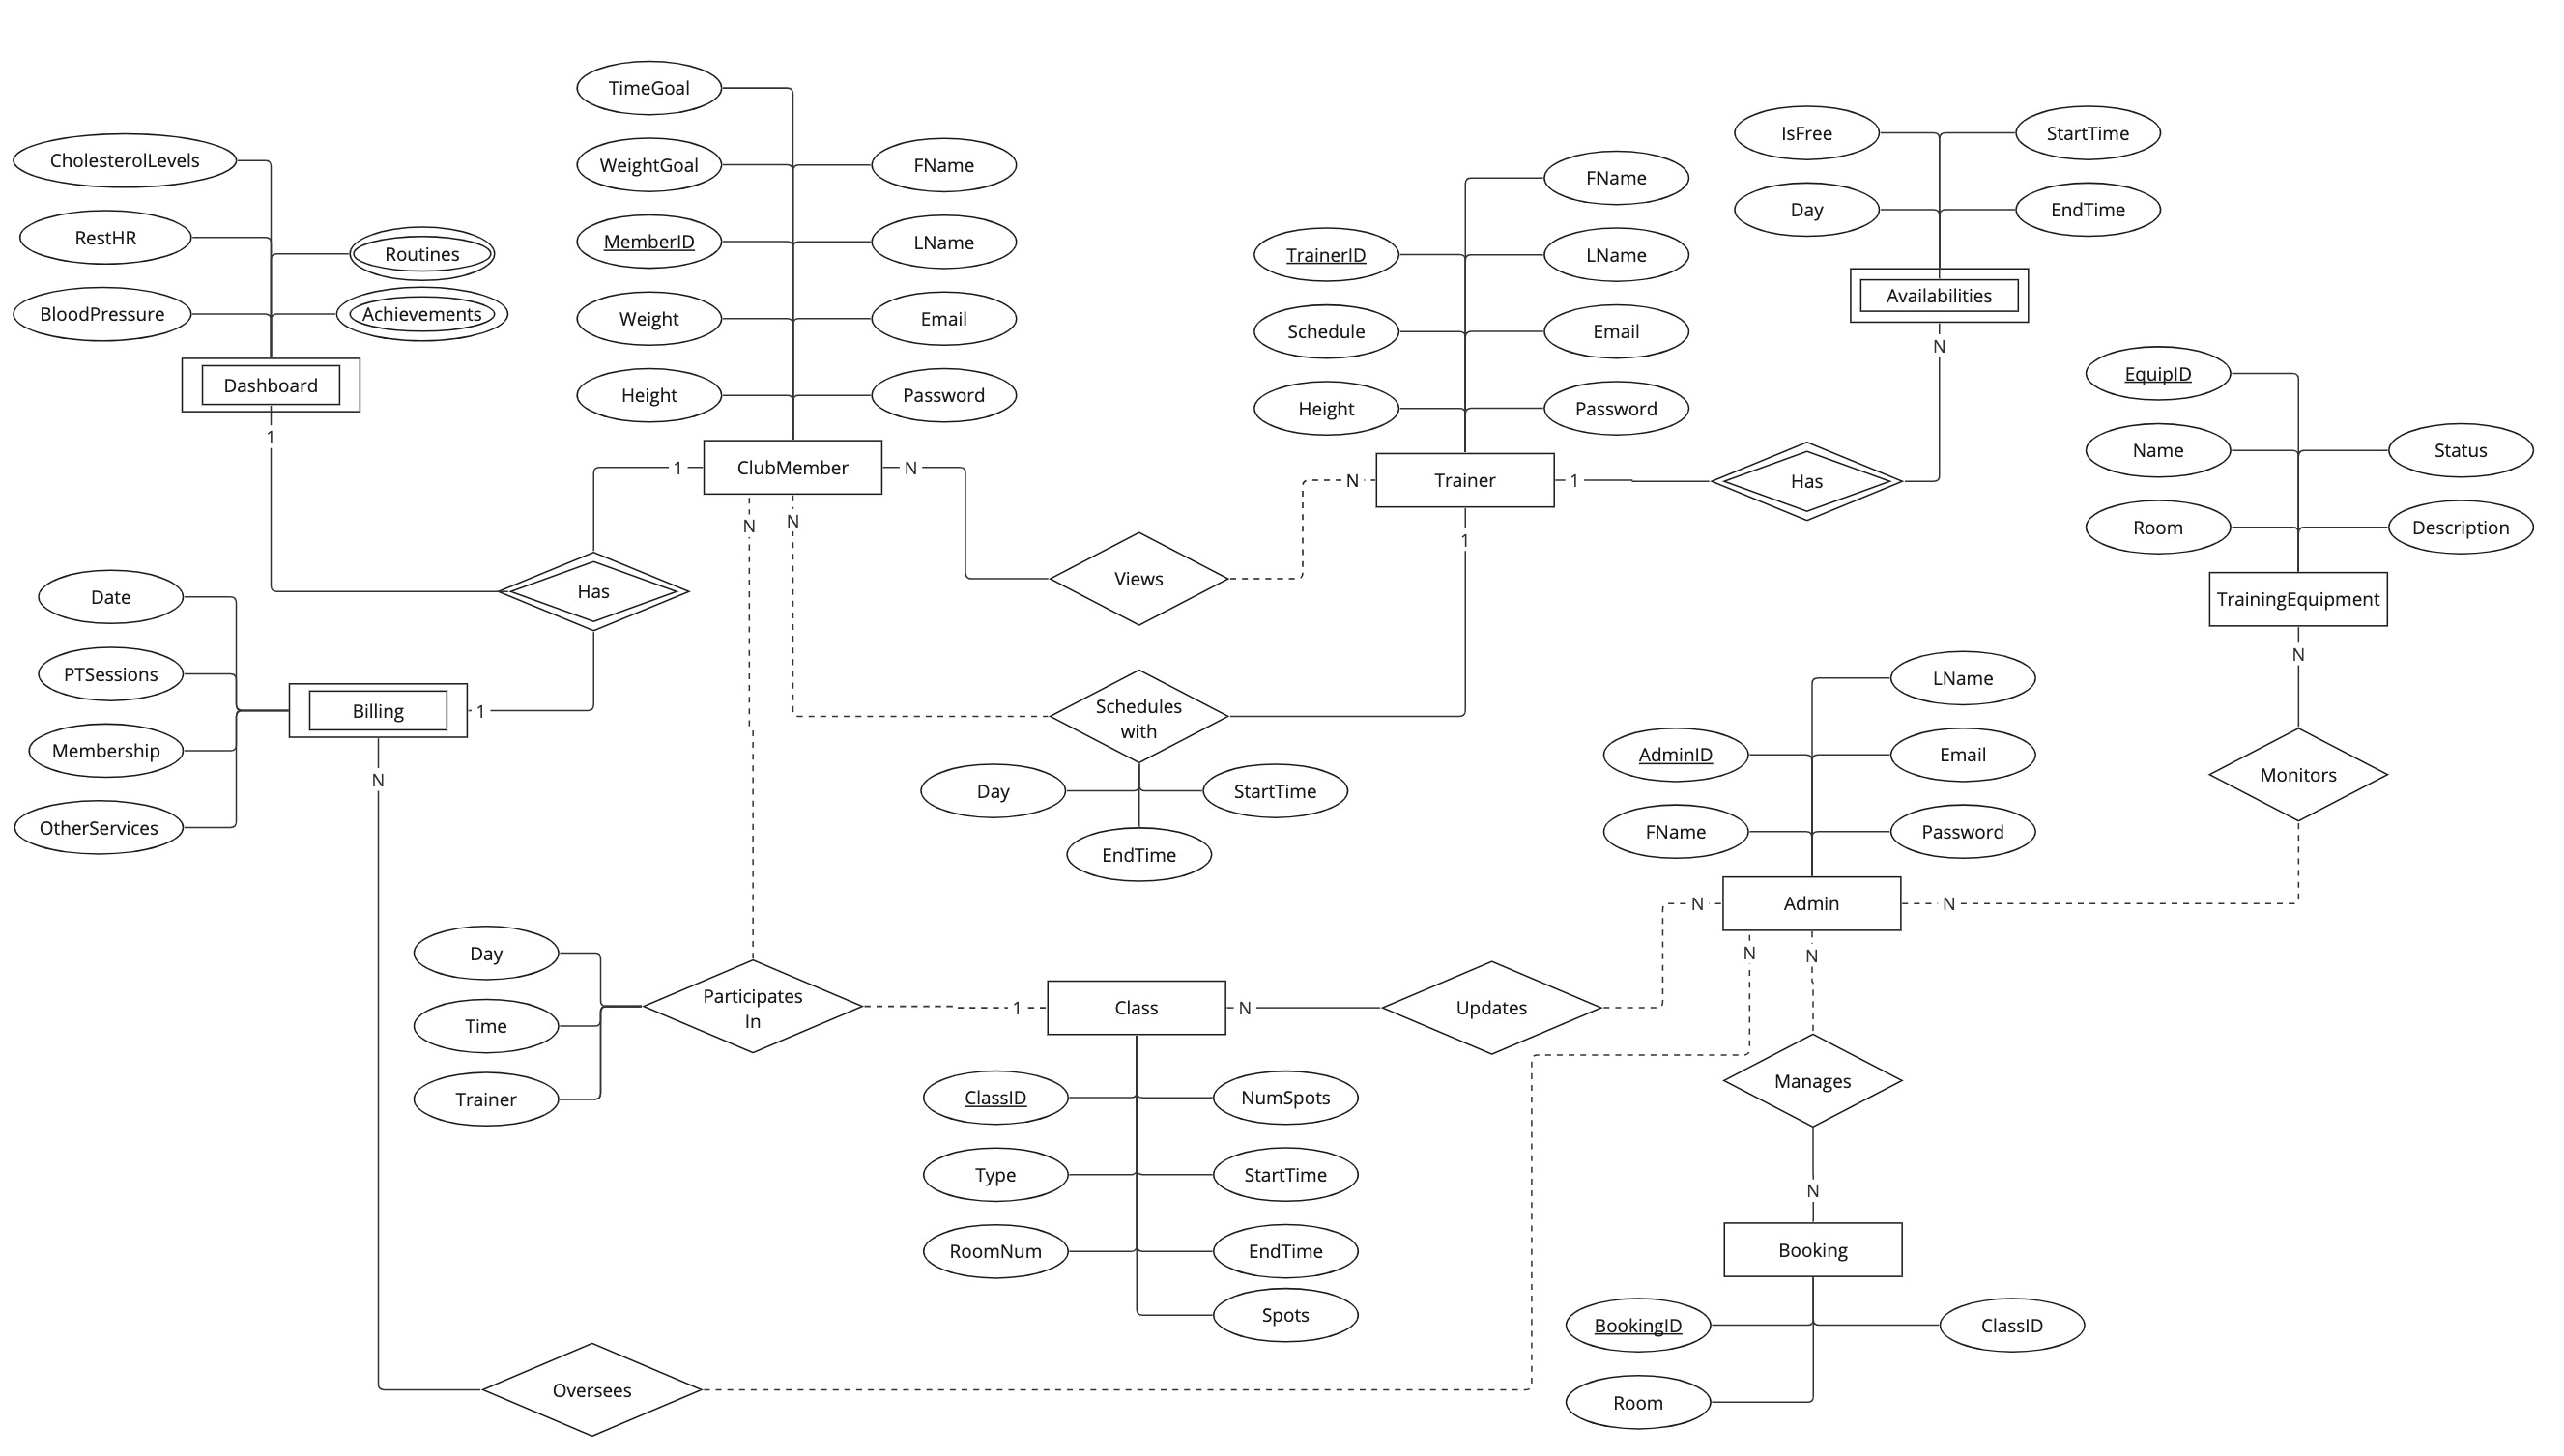 TimeGoal
WeightGoal
FName
MemberID
LName
Weight
Email
Height
Password
ClubMember
CholesterolLevels
RestHR
Routines
BloodPressure
Achievements
Dashboard
1
1
N
N
N
Has
Date
PTSessions
Membership
OtherServices
Billing
1
N
Views
N
FName
TrainerID
LName
Schedule
Email
Height
Password
Trainer
1
1
Has
IsFree
StartTime
Day
EndTime
Availabilities
N
EquipID
Name
Status
Room
Description
TrainingEquipment
N
Monitors
Schedules
with
Day
StartTime
EndTime
LName
AdminID
Email
FName
Password
Admin
N
N
N
N
Day
Time
Trainer
Participates
In
1
Class
N
Updates
ClassID
NumSpots
Type
StartTime
RoomNum
EndTime
Spots
Manages
N
Booking
BookingID
ClassID
Room
Oversees